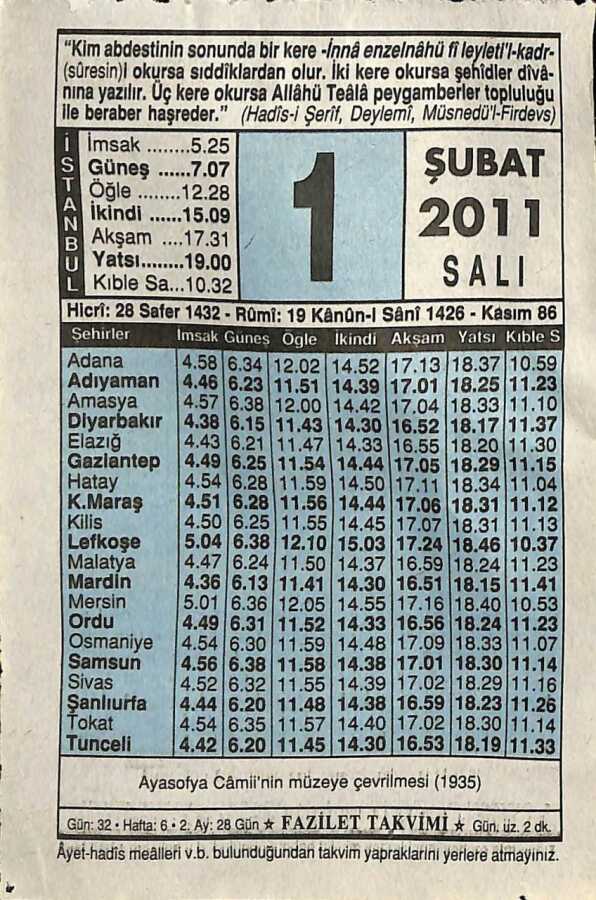 “Kim abdestinin sonunda bir kere -İnnâ enzelnâhü fî leyleti'l-kadr-
(sûresin)i okursa sıddîklardan olur. İki kere okursa şehîdler dîvâ-
nına yazılır. Üç kere okursa Allâhü Teâlâ peygamberler topluluğu
ile beraber haşreder.” (Hadîs-i Şerîf, Deylemî, Müsnedü'l-Firdevs)
İSTANBUL
İmsak ........5.25
Güneş ......7.07
Öğle ........12.28
İkindi ......15.09
Akşam ....17.31
Yatsı........19.00
Kıble Sa...10.32
1
ŞUBAT
2011
SALI
Hicrî: 28 Safer 1432 - Rûmî: 19 Kânûn-i Sânî 1426 - Kasım 86
Şehirler İmsak Güneş Öğle İkindi Akşam Yatsı Kıble S
Adana 4.58 6.34 12.02 14.52 17.13 18.37 10.59
Adıyaman 4.46 6.23 11.51 14.39 17.01 18.25 11.23
Amasya 4.57 6.38 12.00 14.42 17.04 18.33 11.10
Diyarbakır 4.38 6.15 11.43 14.30 16.52 18.17 11.37
Elazığ 4.43 6.21 11.47 14.33 16.55 18.20 11.30
Gaziantep 4.49 6.25 11.54 14.44 17.05 18.29 11.15
Hatay 4.54 6.28 11.59 14.50 17.11 18.34 11.04
K.Maraş 4.51 6.28 11.56 14.44 17.06 18.31 11.12
Kilis 4.50 6.25 11.55 14.45 17.07 18.31 11.13
Lefkoşe 5.04 6.38 12.10 15.03 17.24 18.46 10.37
Malatya 4.47 6.24 11.50 14.37 16.59 18.24 11.23
Mardin 4.36 6.13 11.41 14.30 16.51 18.15 11.41
Mersin 5.01 6.36 12.05 14.55 17.16 18.40 10.53
Ordu 4.49 6.31 11.52 14.33 16.56 18.24 11.23
Osmaniye 4.54 6.30 11.59 14.48 17.09 18.33 11.07
Samsun 4.56 6.38 11.58 14.38 17.01 18.30 11.14
Sivas 4.52 6.32 11.55 14.39 17.02 18.29 11.16
Şanlıurfa 4.44 6.20 11.48 14.38 16.59 18.23 11.26
Tokat 4.54 6.35 11.57 14.40 17.02 18.30 11.14
Tunceli 4.42 6.20 11.45 14.30 16.53 18.19 11.33
Ayasofya Câmii'nin müzeye çevrilmesi (1935)
Gün: 32 • Hafta: 6 • 2. Ay: 28 Gün ★ FAZİLET TAKVİMİ ★ Gün. üz. 2 dk.
Âyet-hadîs meâlleri v.b. bulunduğundan takvim yapraklarını yerlere atmayınız.